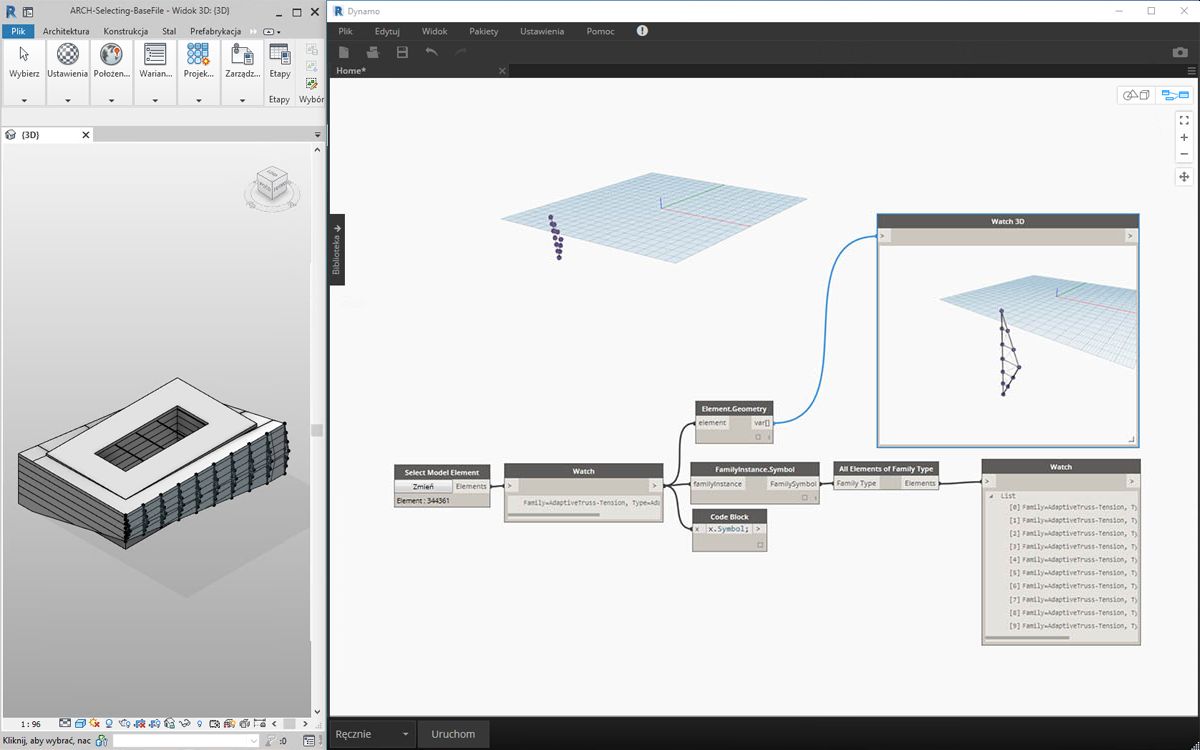 ARCH-Selecting-BaseFile - Widok 3D: {3D}
Plik Architektura Konstrukcja Stal Prefabrykacja
Wybierz Ustawienia Położen... Warian... Projek... Zarządz... Etapy
Etapy Wybór
{3D}
1 : 96
Kliknij, aby wybrać, nac
:0
Dynamo
Plik Edytuj Widok Pakiety Ustawienia Pomoc
Home*
Biblioteka
Watch 3D
> >
Element.Geometry
element var[]
Select Model Element
Zmień Elements
Element : 344361
Watch
> >
Family=AdaptiveTruss-Tension, Type=Ada
FamilyInstance.Symbol
familyInstance FamilySymbol
All Elements of Family Type
Family Type Elements
Code Block
x x.Symbol; >
Watch
> >
List
[0] Family=AdaptiveTruss-Tension, Ty
[1] Family=AdaptiveTruss-Tension, Ty
[2] Family=AdaptiveTruss-Tension, Ty
[3] Family=AdaptiveTruss-Tension, Ty
[4] Family=AdaptiveTruss-Tension, Ty
[5] Family=AdaptiveTruss-Tension, Ty
[6] Family=AdaptiveTruss-Tension, Ty
[7] Family=AdaptiveTruss-Tension, Ty
[8] Family=AdaptiveTruss-Tension, Ty
[9] Family=AdaptiveTruss-Tension, Ty
Ręcznie Uruchom